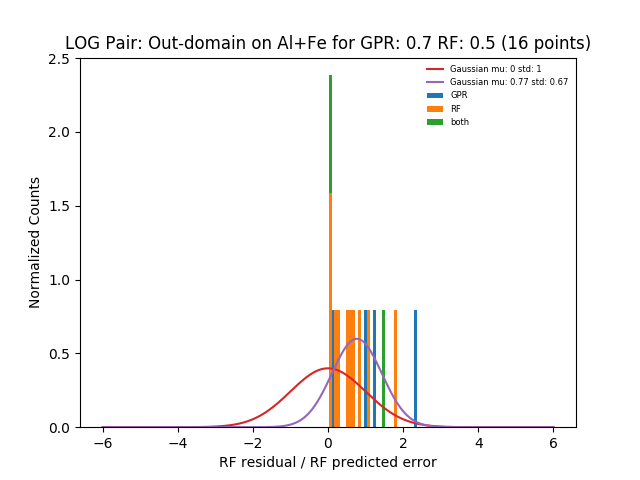 LOG Pair: Out-domain on Al+Fe for GPR: 0.7 RF: 0.5 (16 points)
2.5
2.0
1.5
1.0
0.5
0.0
Normalized Counts
Gaussian mu: 0 std: 1
Gaussian mu: 0.77 std: 0.67
GPR
RF
both
−6 −4 −2 0 2 4 6
RF residual / RF predicted error